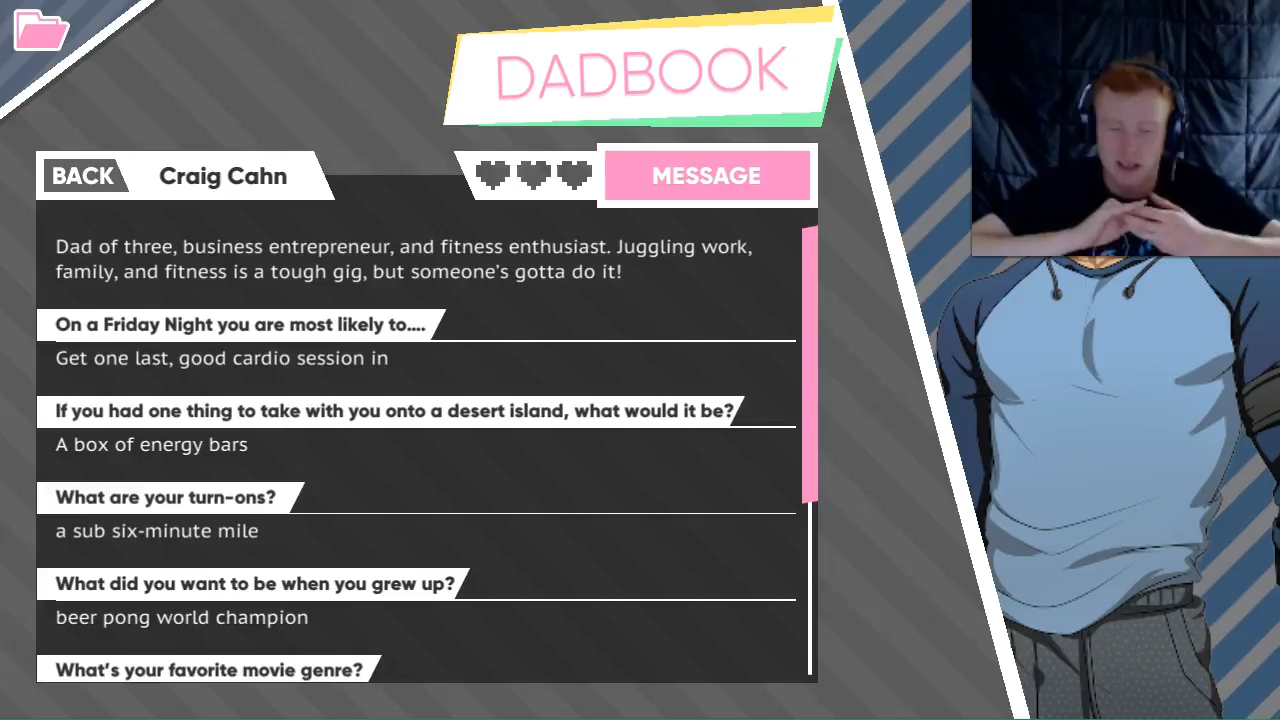 DADBOOK
BACK
Craig Cahn
MESSAGE
Dad of three, business entrepreneur, and fitness enthusiast. Juggling work,
family, and fitness is a tough gig, but someone's gotta do it!
On a Friday Night you are most likely to....
Get one last, good cardio session in
If you had one thing to take with you onto a desert island, what would it be?
A box of energy bars
What are your turn-ons?
a sub six-minute mile
What did you want to be when you grew up?
beer pong world champion
What's your favorite movie genre?